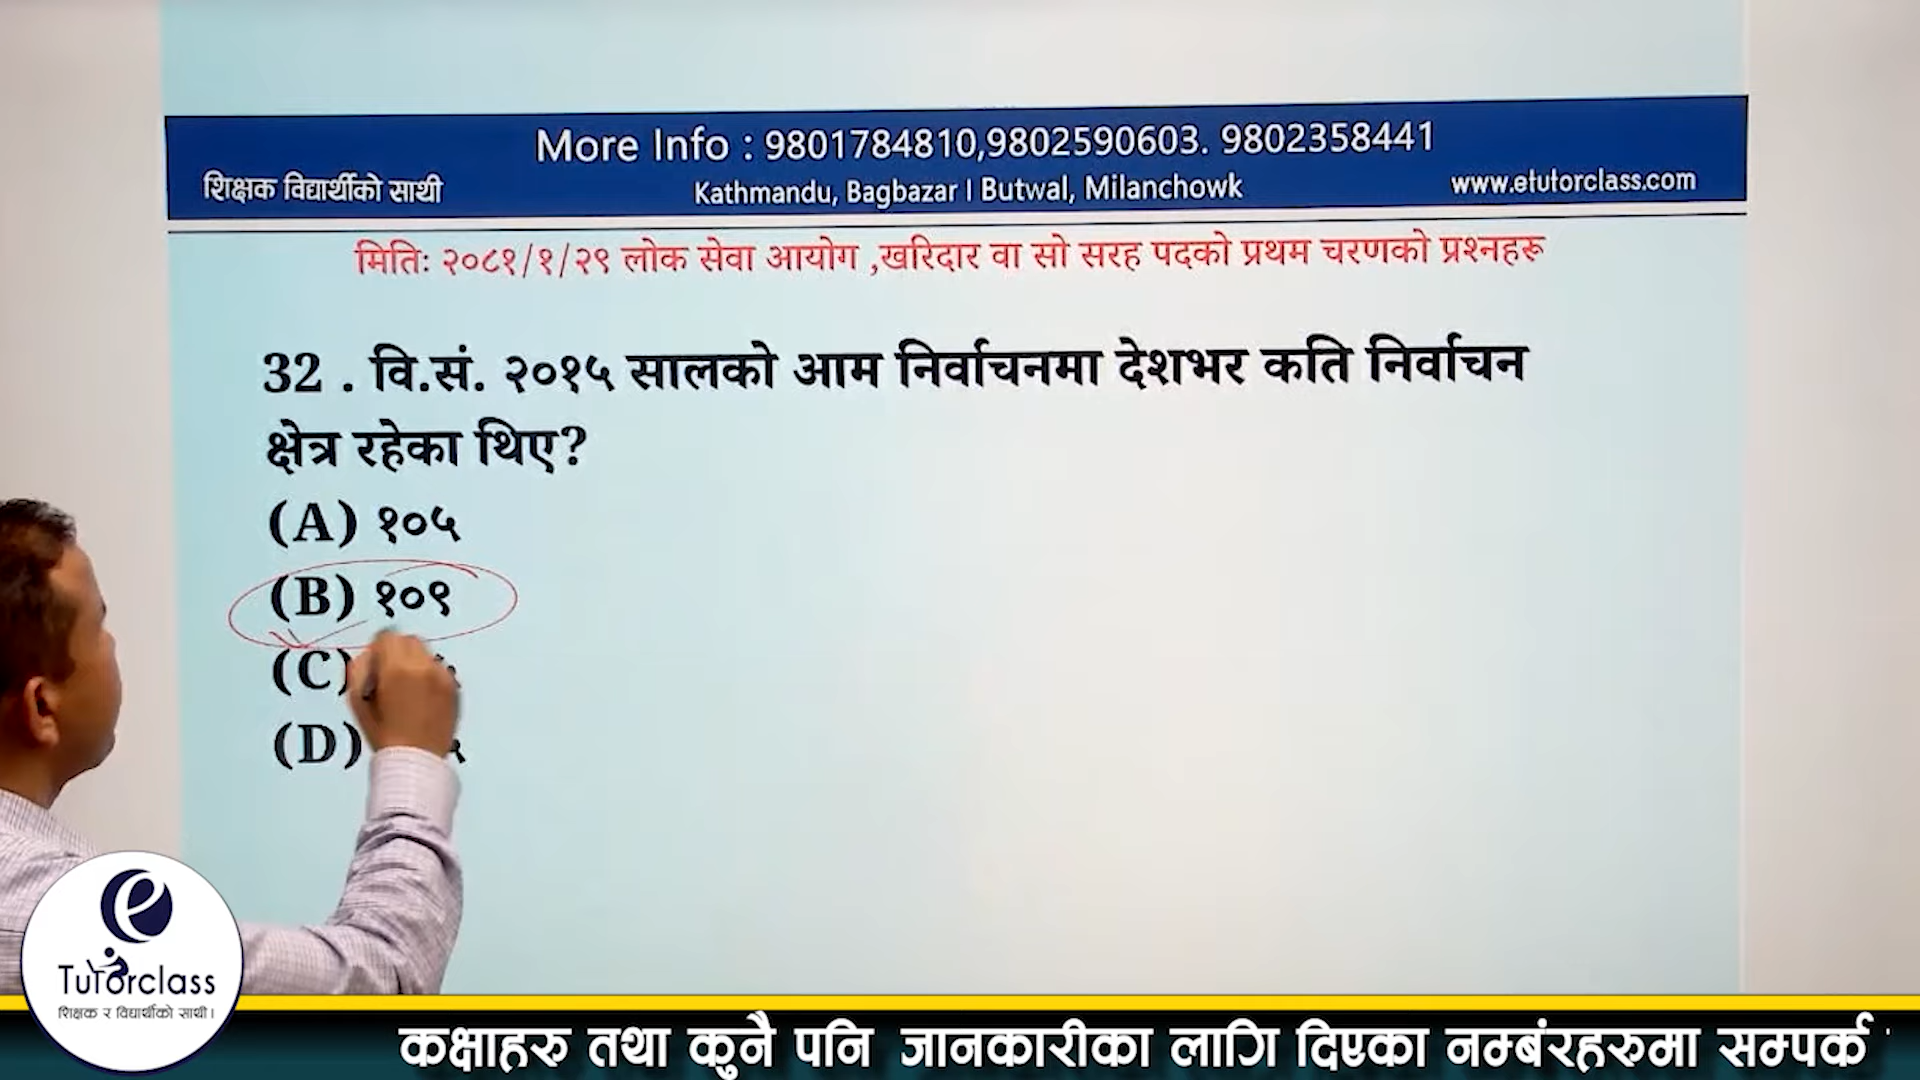 More Info : 9801784810,9802590603. 9802358441
शिक्षक विद्यार्थीको साथी
Kathmandu, Bagbazar | Butwal, Milanchowk
www.etutorclass.com
मितिः २०८१/१/२९ लोक सेवा आयोग ,खरिदार वा सो सरह पदको प्रथम चरणको प्रश्नहरू
32 . वि.सं. २०१५ सालको आम निर्वाचनमा देशभर कति निर्वाचन
क्षेत्र रहेका थिए?
(A) १०५
(B) १०९
(C)
(D)
e
Tutorclass
शिक्षक र विद्यार्थीको साथी।
कक्षाहरु तथा कुनै पनि जानकारीका लागि दिएका नम्बंरहरुमा सम्पर्क